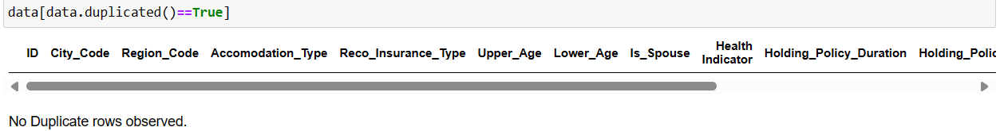 data[data.duplicated()==True]
ID City_Code Region_Code Accomodation_Type Reco_Insurance_Type Upper_Age Lower_Age Is_Spouse Health Indicator Holding_Policy_Duration Holding_Polic
No Duplicate rows observed.